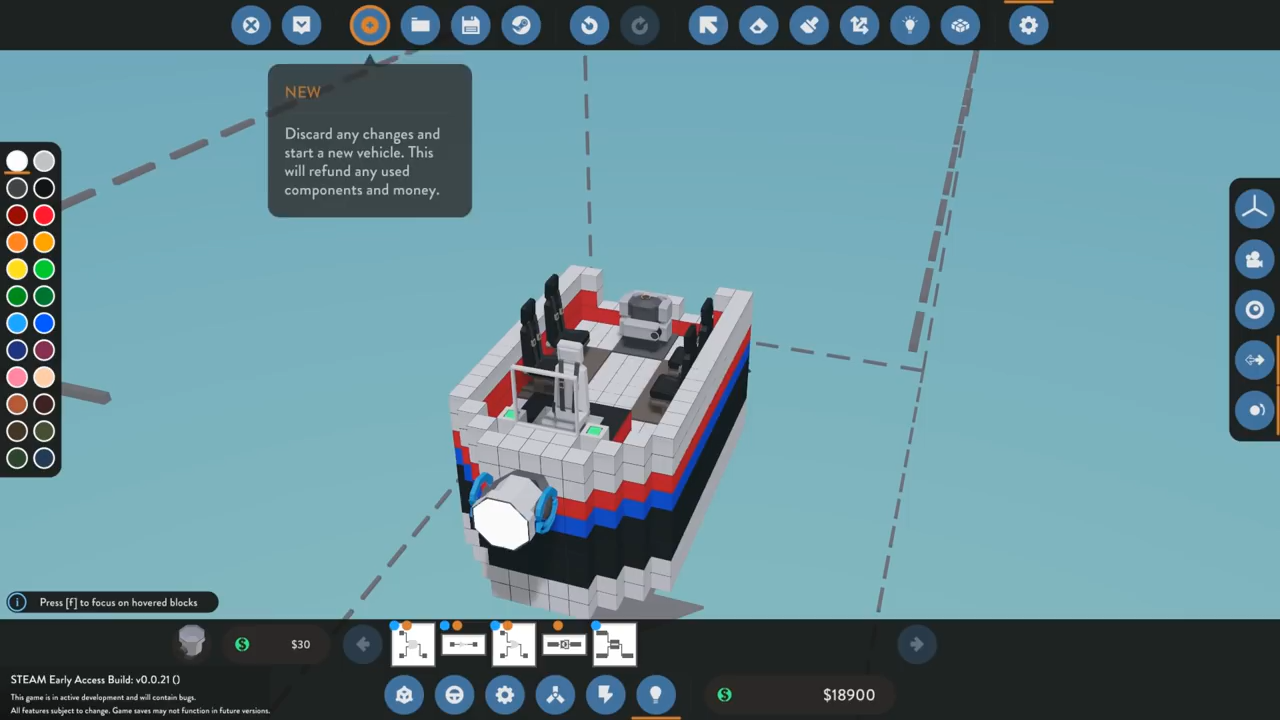 NEW
Discard any changes and
start a new vehicle. This
will refund any used
components and money.
Press [f] to focus on hovered blocks
$30
STEAM Early Access Build: v0.0.21 ()
This game is in active development and will contain bugs.
All features subject to change. Game saves may not function in future versions.
$18900